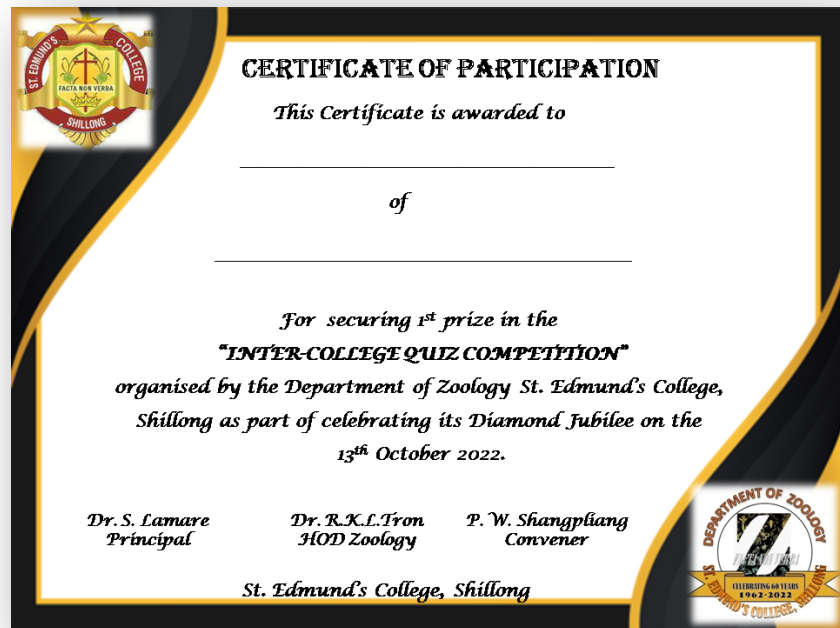 ST. EDMUND'S COLLEGE
FACTA NON VERBA
SHILLONG
CERTIFICATE OF PARTICIPATION
This Certificate is awarded to
of
For securing 1st prize in the
"INTER-COLLEGE QUIZ COMPETITION"
organised by the Department of Zoology St. Edmund's College,
Shillong as part of celebrating its Diamond Jubilee on the
13th October 2022.
Dr. S. Lamare
Principal
Dr. R.K.L.Tron
HOD Zoology
P. W. Shangpliang
Convener
St. Edmund's College, Shillong
DEPARTMENT OF ZOOLOGY
Z
FACTA NON VERBA
CELEBRATING 60 YEARS
1962-2022
ST. EDMUND'S COLLEGE, SHILLONG